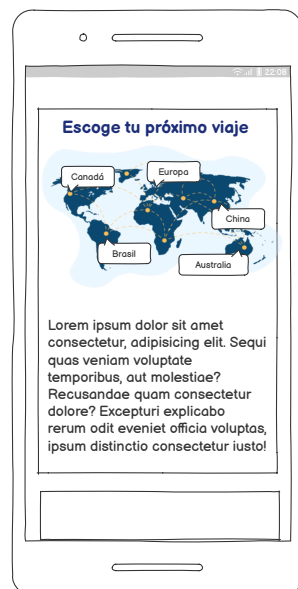 22:08
Escoge tu próximo viaje
Canadá
Europa
China
Brasil
Australia
Lorem ipsum dolor sit amet
consectetur, adipisicing elit. Sequi
quas veniam voluptate
temporibus, aut molestiae?
Recusandae quam consectetur
dolore? Excepturi explicabo
rerum odit eveniet officia voluptas,
ipsum distinctio consectetur iusto!